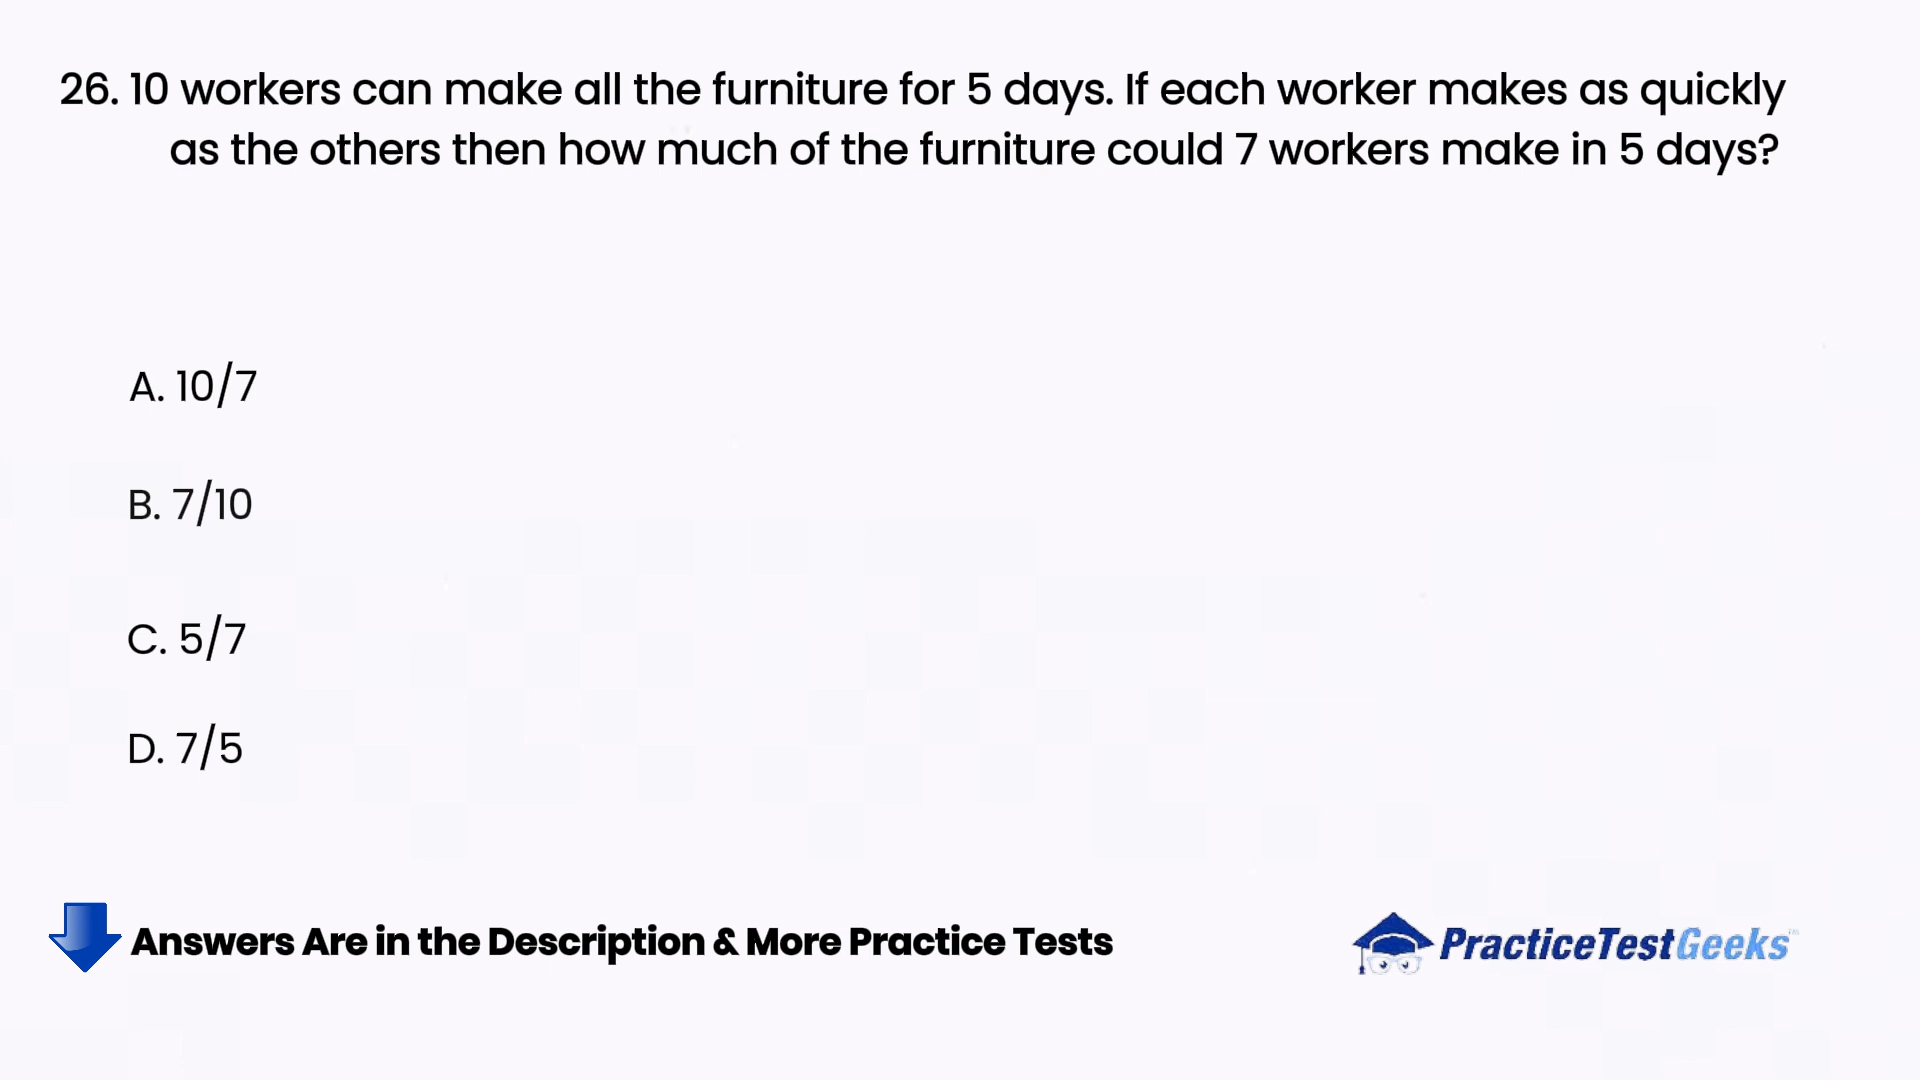 26. 10 workers can make all the furniture for 5 days. If each worker makes as quickly
as the others then how much of the furniture could 7 workers make in 5 days?
A. 10/7
B. 7/10
C. 5/7
D. 7/5
Answers Are in the Description & More Practice Tests
PracticeTestGeeks™